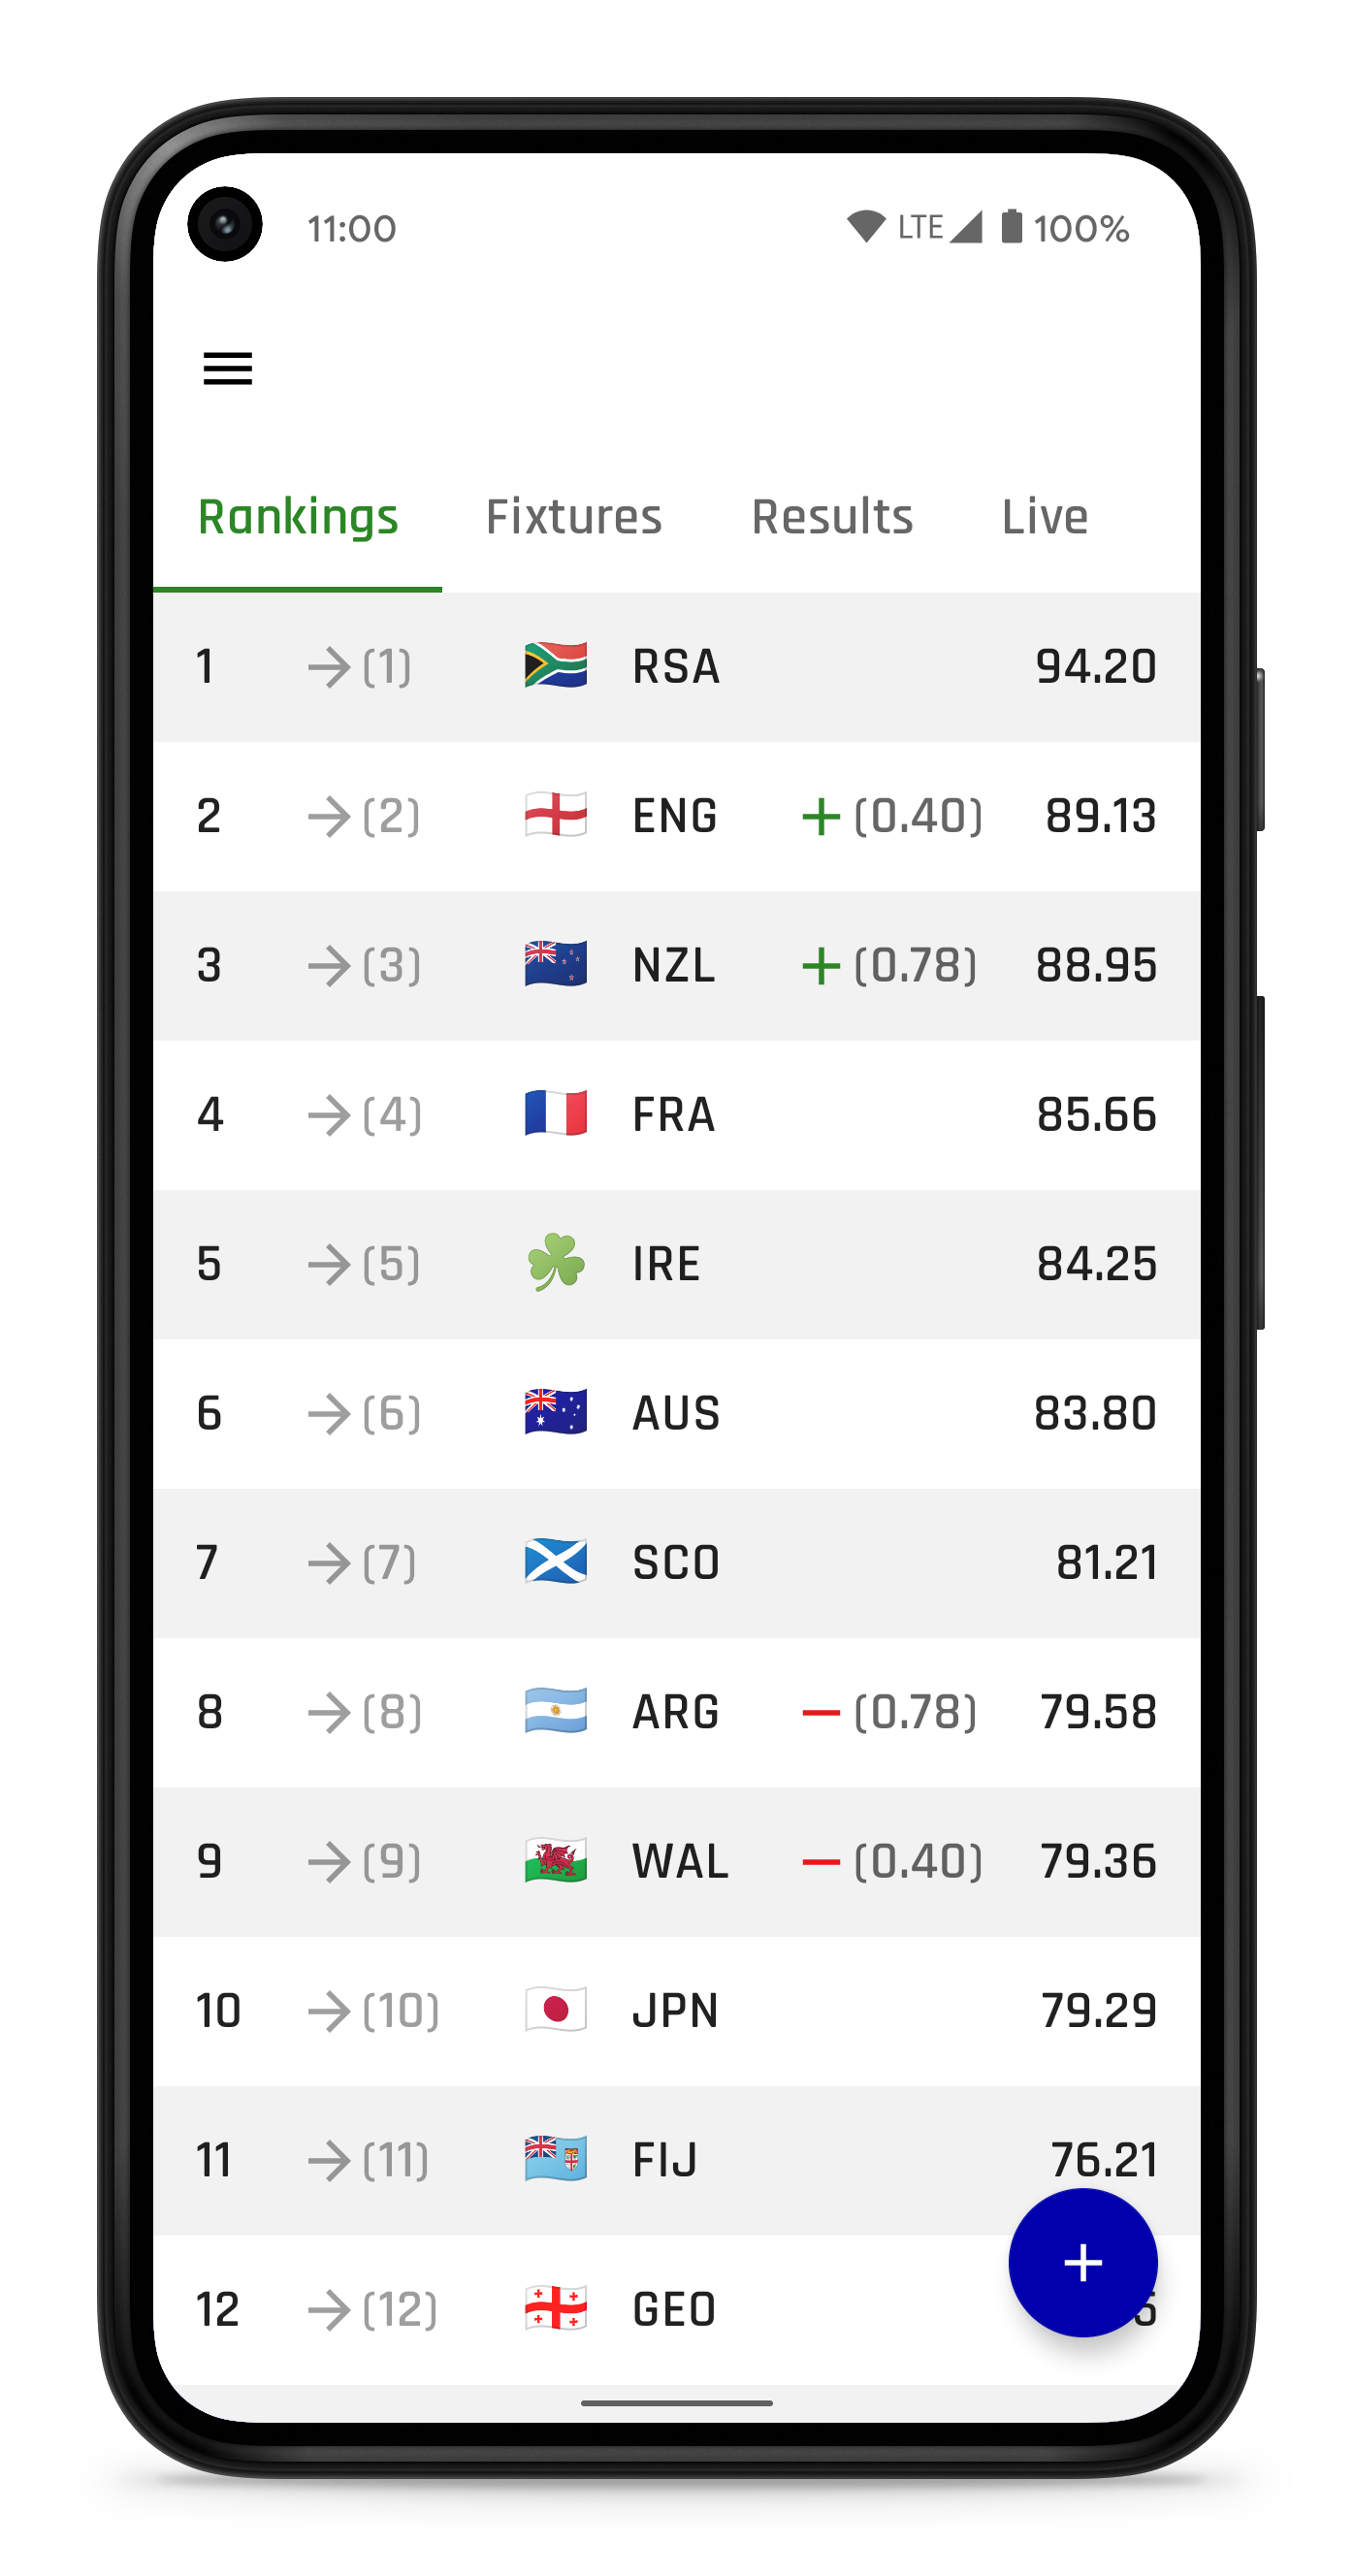 11:00 LTE 100%
Rankings Fixtures Results Live
1 (1) RSA 94.20
2 (2) ENG + (0.40) 89.13
3 (3) NZL + (0.78) 88.95
4 (4) FRA 85.66
5 (5) IRE 84.25
6 (6) AUS 83.80
7 (7) SCO 81.21
8 (8) ARG − (0.78) 79.58
9 (9) WAL − (0.40) 79.36
10 (10) JPN 79.29
11 (11) FIJ 76.21
12 (12) GEO